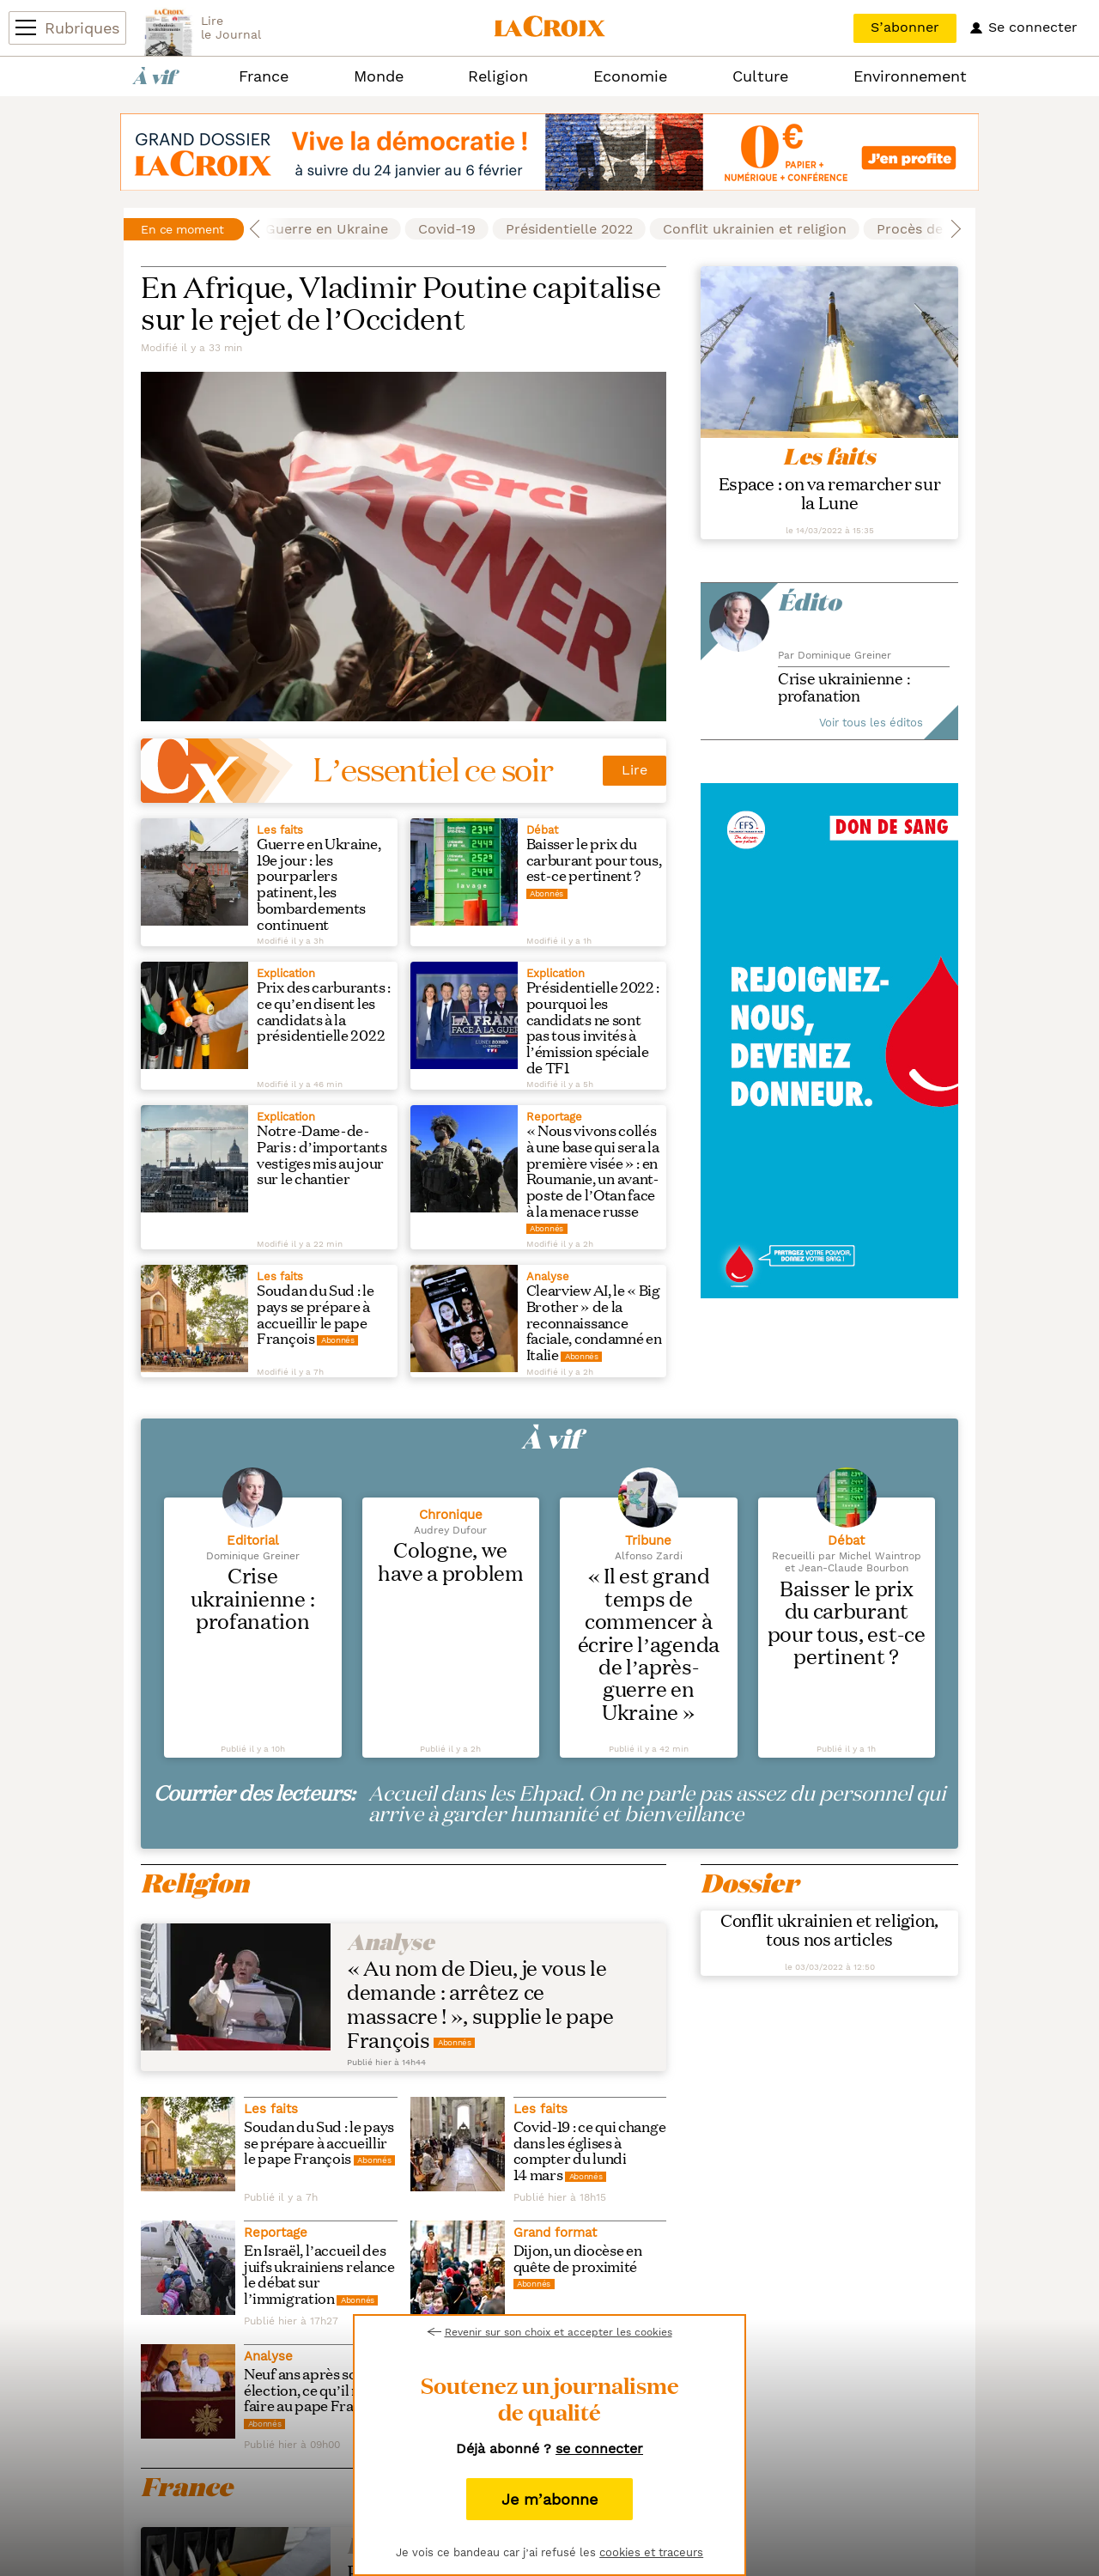 Rubriques
Lire
le Journal
LA CROIX
S'abonner
Se connecter
À vif
France
Monde
Religion
Economie
Culture
Environnement
GRAND DOSSIER
LA CROIX
Vive la démocratie !
à suivre du 24 janvier au 6 février
0 €
PAPIER +
NUMÉRIQUE + CONFÉRENCE
J'en profite
En ce moment
Guerre en Ukraine
Covid-19
Présidentielle 2022
Conflit ukrainien et religion
Procès de
En Afrique, Vladimir Poutine capitalise
sur le rejet de l'Occident
Modifié il y a 33 min
Merci
AGNER
Les faits
Espace : on va remarcher sur
la Lune
le 14/03/2022 à 15:35
Édito
Par Dominique Greiner
Crise ukrainienne :
profanation
Voir tous les éditos
Cx
L'essentiel ce soir
Lire
EFS
DON DE SANG
REJOIGNEZ-
NOUS,
DEVENEZ
DONNEUR.
PARTAGEZ VOTRE POUVOIR,
DONNEZ VOTRE SANG !
Les faits
Guerre en Ukraine,
19e jour : les
pourparlers
patinent, les
bombardements
continuent
Modifié il y a 3h
lavage
Débat
Baisser le prix du
carburant pour tous,
est-ce pertinent ?
Abonnés
Modifié il y a 1h
Explication
Prix des carburants :
ce qu'en disent les
candidats à la
présidentielle 2022
Modifié il y a 46 min
LA FRANCE
FACE À LA GUE
TF1
Explication
Présidentielle 2022 :
pourquoi les
candidats ne sont
pas tous invités à
l'émission spéciale
de TF1
Modifié il y a 5h
Explication
Notre-Dame-de-
Paris : d'importants
vestiges mis au jour
sur le chantier
Modifié il y a 22 min
Reportage
« Nous vivons collés
à une base qui sera la
première visée » : en
Roumanie, un avant-
poste de l'Otan face
à la menace russe
Abonnés
Modifié il y a 2h
Les faits
Soudan du Sud : le
pays se prépare à
accueillir le pape
François Abonnés
Modifié il y a 7h
Analyse
Clearview AI, le « Big
Brother » de la
reconnaissance
faciale, condamné en
Italie Abonnés
Modifié il y a 2h
À vif
Editorial
Dominique Greiner
Crise
ukrainienne :
profanation
Publié il y a 10h
Chronique
Audrey Dufour
Cologne, we
have a problem
Publié il y a 2h
Tribune
Alfonso Zardi
« Il est grand
temps de
commencer à
écrire l'agenda
de l'après-
guerre en
Ukraine »
Publié il y a 42 min
Débat
Recueilli par Michel Waintrop
et Jean-Claude Bourbon
Baisser le prix
du carburant
pour tous, est-ce
pertinent ?
Publié il y a 1h
Courrier des lecteurs:
Accueil dans les Ehpad. On ne parle pas assez du personnel qui
arrive à garder humanité et bienveillance
Religion
Analyse
« Au nom de Dieu, je vous le
demande : arrêtez ce
massacre ! », supplie le pape
François Abonnés
Publié hier à 14h44
Dossier
Conflit ukrainien et religion,
tous nos articles
le 03/03/2022 à 12:50
Les faits
Soudan du Sud : le pays
se prépare à accueillir
le pape François Abonnés
Publié il y a 7h
Les faits
Covid-19 : ce qui change
dans les églises à
compter du lundi
14 mars Abonnés
Publié hier à 18h15
Reportage
En Israël, l'accueil des
juifs ukrainiens relance
le débat sur
l'immigration Abonnés
Publié hier à 17h27
Grand format
Dijon, un diocèse en
quête de proximité
Abonnés
Analyse
Neuf ans après so
élection, ce qu'il
faire au pape Fra
Abonnés
Publié hier à 09h00
France
Revenir sur son choix et accepter les cookies
Soutenez un journalisme
de qualité
Déjà abonné ? se connecter
Je m'abonne
Je vois ce bandeau car j'ai refusé les cookies et traceurs